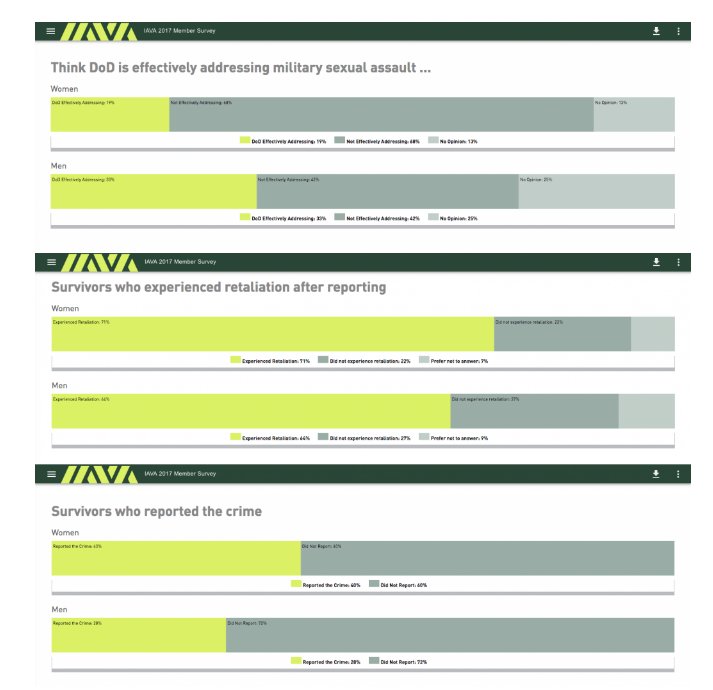 IAVA IAVA 2017 Member Survey
Think DoD is effectively addressing military sexual assault ...
Women
DoD Effectively Addressing: 19% Not Effectively Addressing: 68% No Opinion: 13%
DoD Effectively Addressing: 19% Not Effectively Addressing: 68% No Opinion: 13%
Men
DoD Effectively Addressing: 33% Not Effectively Addressing: 42% No Opinion: 25%
DoD Effectively Addressing: 33% Not Effectively Addressing: 42% No Opinion: 25%
IAVA IAVA 2017 Member Survey
Survivors who experienced retaliation after reporting
Women
Experienced Retaliation: 71% Did not experience retaliation: 22%
Experienced Retaliation: 71% Did not experience retaliation: 22% Prefer not to answer: 7%
Men
Experienced Retaliation: 64% Did not experience retaliation: 27%
Experienced Retaliation: 64% Did not experience retaliation: 27% Prefer not to answer: 9%
IAVA IAVA 2017 Member Survey
Survivors who reported the crime
Women
Reported the Crime: 40% Did Not Report: 60%
Reported the Crime: 40% Did Not Report: 60%
Men
Reported the Crime: 28% Did Not Report: 72%
Reported the Crime: 28% Did Not Report: 72%